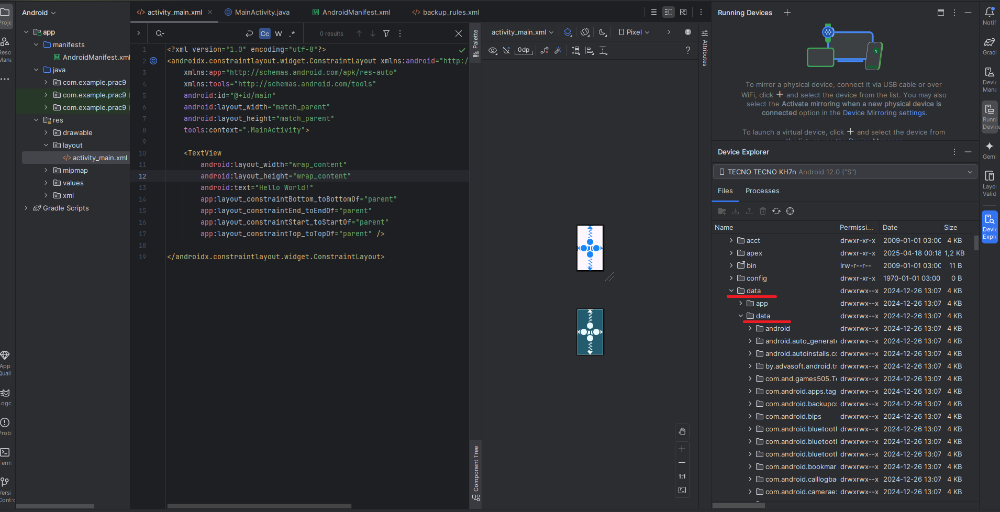 Android
activity_main.xml
MainActivity.java
AndroidManifest.xml
backup_rules.xml
Running Devices
Proje
Reso
Mana
app
manifests
AndroidManifest.xml
java
com.example.prac9
com.example.prac9
com.example.prac9
res
drawable
layout
activity_main.xml
mipmap
values
xml
Gradle Scripts
App
Quali
Logc
Probl
Term
Versi
Contro
Cc W .* 0 results
1 <?xml version="1.0" encoding="utf-8"?>
2 <androidx.constraintlayout.widget.ConstraintLayout xmlns:android="http:/
3 xmlns:app="http://schemas.android.com/apk/res-auto"
4 xmlns:tools="http://schemas.android.com/tools"
5 android:id="@+id/main"
6 android:layout_width="match_parent"
7 android:layout_height="match_parent"
8 tools:context=".MainActivity">
9
10 <TextView
11 android:layout_width="wrap_content"
12 android:layout_height="wrap_content"
13 android:text="Hello World!"
14 app:layout_constraintBottom_toBottomOf="parent"
15 app:layout_constraintEnd_toEndOf="parent"
16 app:layout_constraintStart_toStartOf="parent"
17 app:layout_constraintTop_toTopOf="parent" />
18
19 </androidx.constraintlayout.widget.ConstraintLayout>
Palette
Component Tree
activity_main.xml
Pixel
0dp
?
Attributes
1:1
To mirror a physical device, connect it via USB cable or over
WiFi, click + and select the device from the list. You may also
select the Activate mirroring when a new physical device is
connected option in the Device Mirroring settings.
To launch a virtual device, click + and select the device from
the list, or use the Device Manager.
Device Explorer
TECNO TECNO KH7n Android 12.0 ("S")
Files Processes
Name Permissi... Date Size
acct drwxr-xr-x 2009-01-01 03:00 4 KB
apex drwxr-xr-x 2025-04-18 00:18 1,2 KB
bin lrw-r--r-- 2009-01-01 03:00 11 B
config drwxr-xr-x 1970-01-01 03:00 0 B
data drwxrwx--x 2024-12-26 13:07 4 KB
app drwxrwx--x 2024-12-26 13:07 4 KB
data drwxrwx--x 2024-12-26 13:07 4 KB
android drwxrwx--x 2024-12-26 13:07 4 KB
android.auto_generate drwxrwx--x 2024-12-26 13:07 4 KB
android.autoinstalls.co drwxrwx--x 2024-12-26 13:07 4 KB
by.advasoft.android.tr drwxrwx--x 2024-12-26 13:07 4 KB
com.and.games505.T drwxrwx--x 2024-12-26 13:07 4 KB
com.android.apps.tag drwxrwx--x 2024-12-26 13:07 4 KB
com.android.backupco drwxrwx--x 2024-12-26 13:07 4 KB
com.android.bips drwxrwx--x 2024-12-26 13:07 4 KB
com.android.bluetootl drwxrwx--x 2024-12-26 13:07 4 KB
com.android.bluetootl drwxrwx--x 2024-12-26 13:07 4 KB
com.android.bluetootl drwxrwx--x 2024-12-26 13:07 4 KB
com.android.bookmar drwxrwx--x 2024-12-26 13:07 4 KB
com.android.calllogba drwxrwx--x 2024-12-26 13:07 4 KB
com.android.camerae drwxrwx--x 2024-12-26 13:07 4 KB
Notif
Gradl
Devic
Mana
Runni
Device
Gemi
Layo
Valid
Devic
Explo